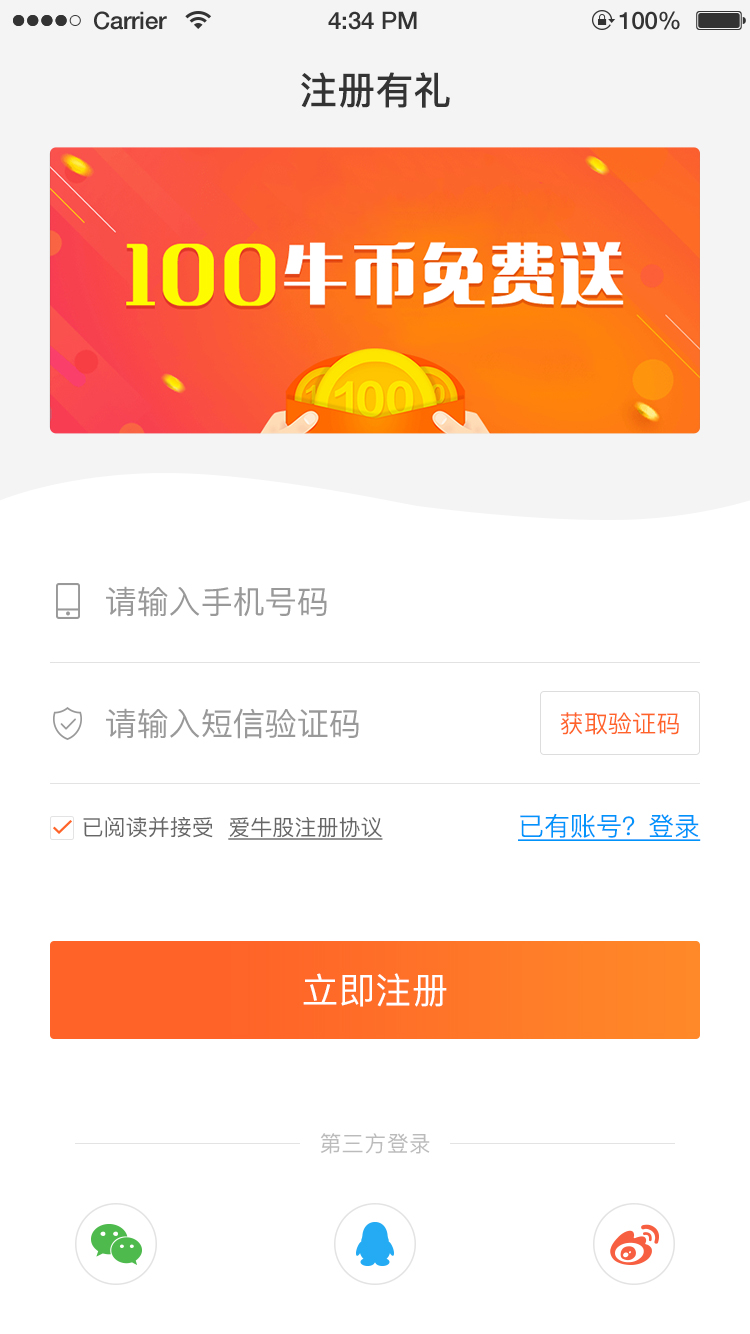 Carrier 4:34 PM 100%
注册有礼
100牛币免费送
100
请输入手机号码
请输入短信验证码 获取验证码
已阅读并接受 爱牛股注册协议 已有账号？登录
立即注册
第三方登录